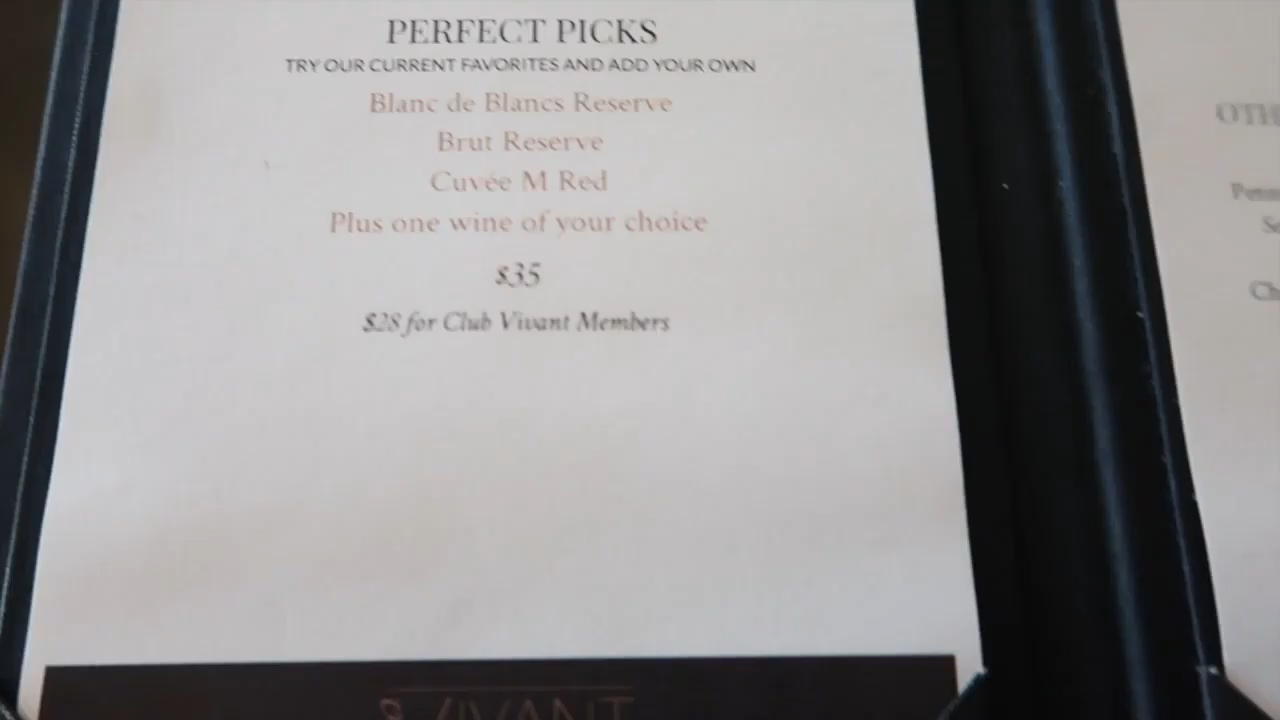 PERFECT PICKS
TRY OUR CURRENT FAVORITES AND ADD YOUR OWN
Blanc de Blancs Reserve
Brut Reserve
Cuvée M Red
Plus one wine of your choice
$35
$28 for Club Vivant Members
VIVANT